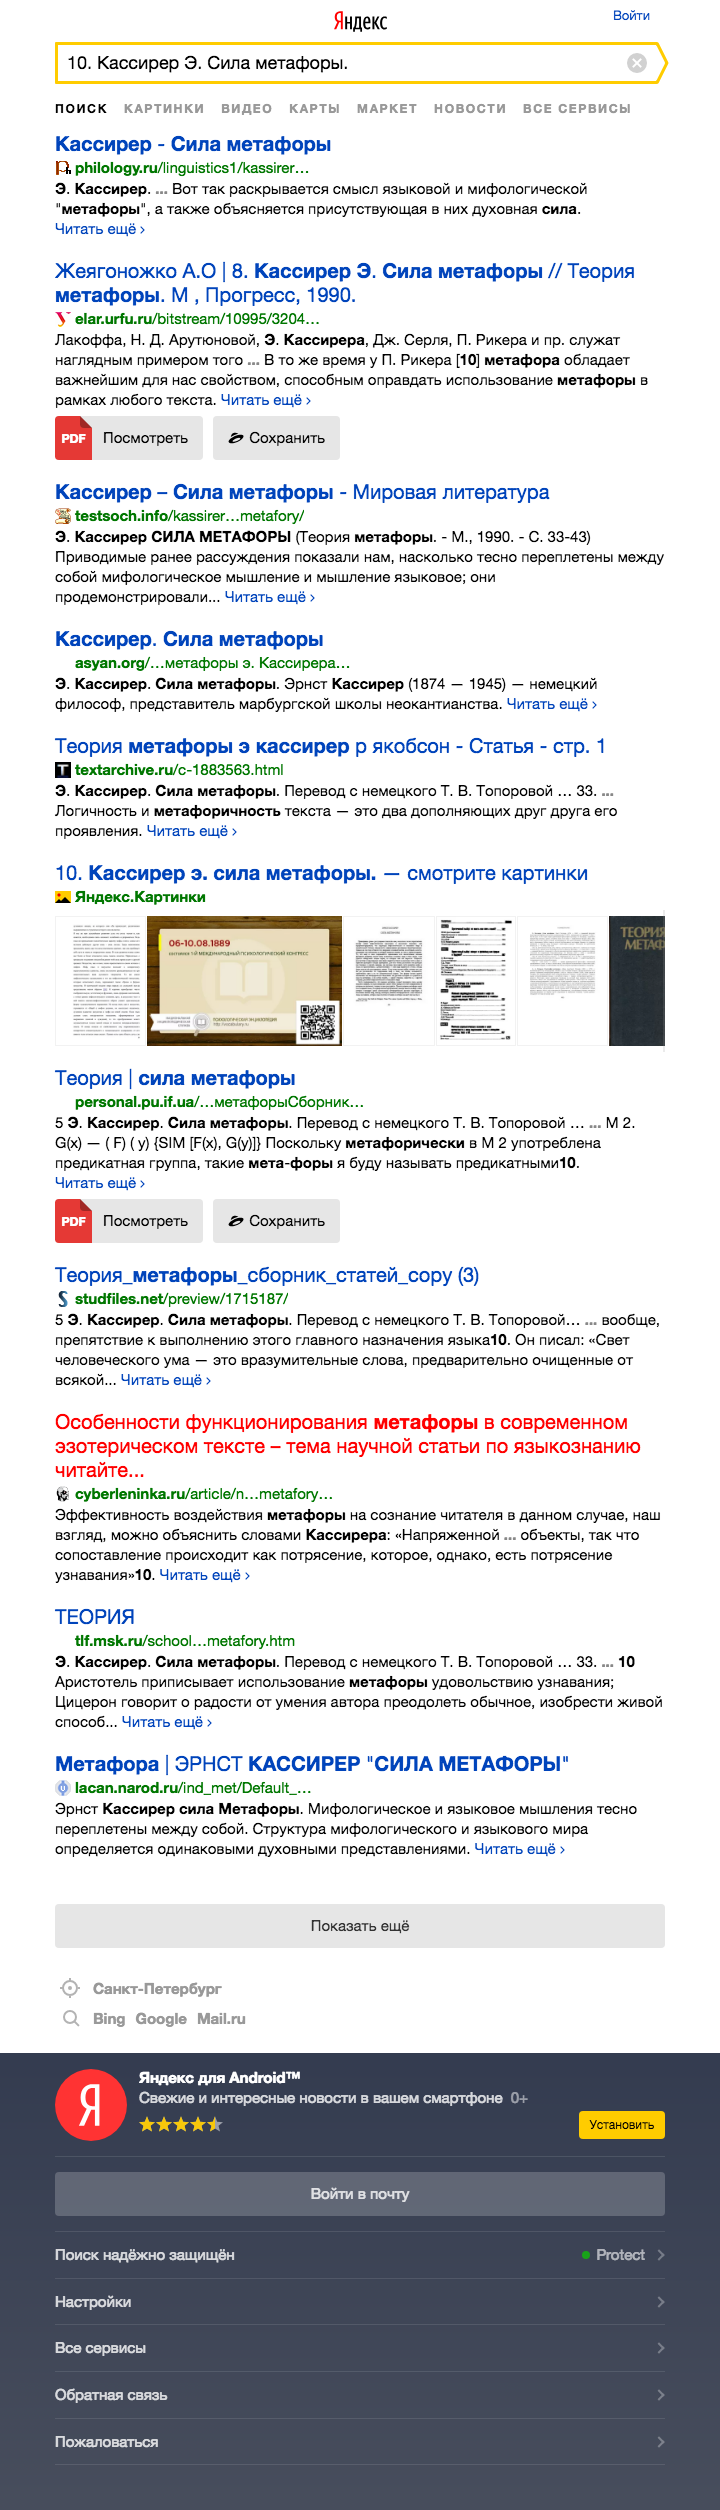 Яндекс
Войти
10. Кассирер Э. Сила метафоры.
ПОИСК КАРТИНКИ ВИДЕО КАРТЫ МАРКЕТ НОВОСТИ ВСЕ СЕРВИСЫ
Кассирер - Сила метафоры
philology.ru/linguistics1/kassirer...
Э. Кассирер. ... Вот так раскрывается смысл языковой и мифологической
"метафоры", а также объясняется присутствующая в них духовная сила.
Читать ещё ›
Жеягоножко А.О | 8. Кассирер Э. Сила метафоры // Теория
метафоры. М , Прогресс, 1990.
elar.urfu.ru/bitstream/10995/3204...
Лакоффа, Н. Д. Арутюновой, Э. Кассирера, Дж. Серля, П. Рикера и пр. служат
наглядным примером того ... В то же время у П. Рикера [10] метафора обладает
важнейшим для нас свойством, способным оправдать использование метафоры в
рамках любого текста. Читать ещё ›
PDF Посмотреть Сохранить
Кассирер – Сила метафоры - Мировая литература
testsoch.info/kassirer...metafory/
Э. Кассирер СИЛА МЕТАФОРЫ (Теория метафоры. - М., 1990. - С. 33-43)
Приводимые ранее рассуждения показали нам, насколько тесно переплетены между
собой мифологическое мышление и мышление языковое; они
продемонстрировали... Читать ещё ›
Кассирер. Сила метафоры
asyan.org/...метафоры э. Кассирера...
Э. Кассирер. Сила метафоры. Эрнст Кассирер (1874 — 1945) — немецкий
философ, представитель марбургской школы неокантианства. Читать ещё ›
Теория метафоры э кассирер р якобсон - Статья - стр. 1
textarchive.ru/c-1883563.html
Э. Кассирер. Сила метафоры. Перевод с немецкого Т. В. Топоровой ... 33. ...
Логичность и метафоричность текста — это два дополняющих друг друга его
проявления. Читать ещё ›
10. Кассирер э. сила метафоры. — смотрите картинки
Яндекс.Картинки
06-10.08.1889
ТЕОРИЯ
МЕТАФ
Теория | сила метафоры
personal.pu.if.ua/...метафорыСборник...
5 Э. Кассирер. Сила метафоры. Перевод с немецкого Т. В. Топоровой ... ... М 2.
G(x) — ( F) ( y) {SIM [F(x), G(y)]} Поскольку метафорически в М 2 употреблена
предикатная группа, такие мета-форы я буду называть предикатными10.
Читать ещё ›
PDF Посмотреть Сохранить
Теория_метафоры_сборник_статей_copy (3)
studfiles.net/preview/1715187/
5 Э. Кассирер. Сила метафоры. Перевод с немецкого Т. В. Топоровой... ... вообще,
препятствие к выполнению этого главного назначения языка10. Он писал: «Свет
человеческого ума — это вразумительные слова, предварительно очищенные от
всякой... Читать ещё ›
Особенности функционирования метафоры в современном
эзотерическом тексте – тема научной статьи по языкознанию
читайте...
cyberleninka.ru/article/n...metafory...
Эффективность воздействия метафоры на сознание читателя в данном случае, наш
взгляд, можно объяснить словами Кассирера: «Напряженной ... объекты, так что
сопоставление происходит как потрясение, которое, однако, есть потрясение
узнавания»10. Читать ещё ›
ТЕОРИЯ
tlf.msk.ru/school...metafory.htm
Э. Кассирер. Сила метафоры. Перевод с немецкого Т. В. Топоровой ... 33. ... 10
Аристотель приписывает использование метафоры удовольствию узнавания;
Цицерон говорит о радости от умения автора преодолеть обычное, изобрести живой
способ... Читать ещё ›
Метафора | ЭРНСТ КАССИРЕР "СИЛА МЕТАФОРЫ"
lacan.narod.ru/ind_met/Default_...
Эрнст Кассирер сила Метафоры. Мифологическое и языковое мышления тесно
переплетены между собой. Структура мифологического и языкового мира
определяется одинаковыми духовными представлениями. Читать ещё ›
Показать ещё
Санкт-Петербург
Bing Google Mail.ru
Яндекс для Android™
Свежие и интересные новости в вашем смартфоне 0+
Установить
Войти в почту
Поиск надёжно защищён Protect
Настройки
Все сервисы
Обратная связь
Пожаловаться